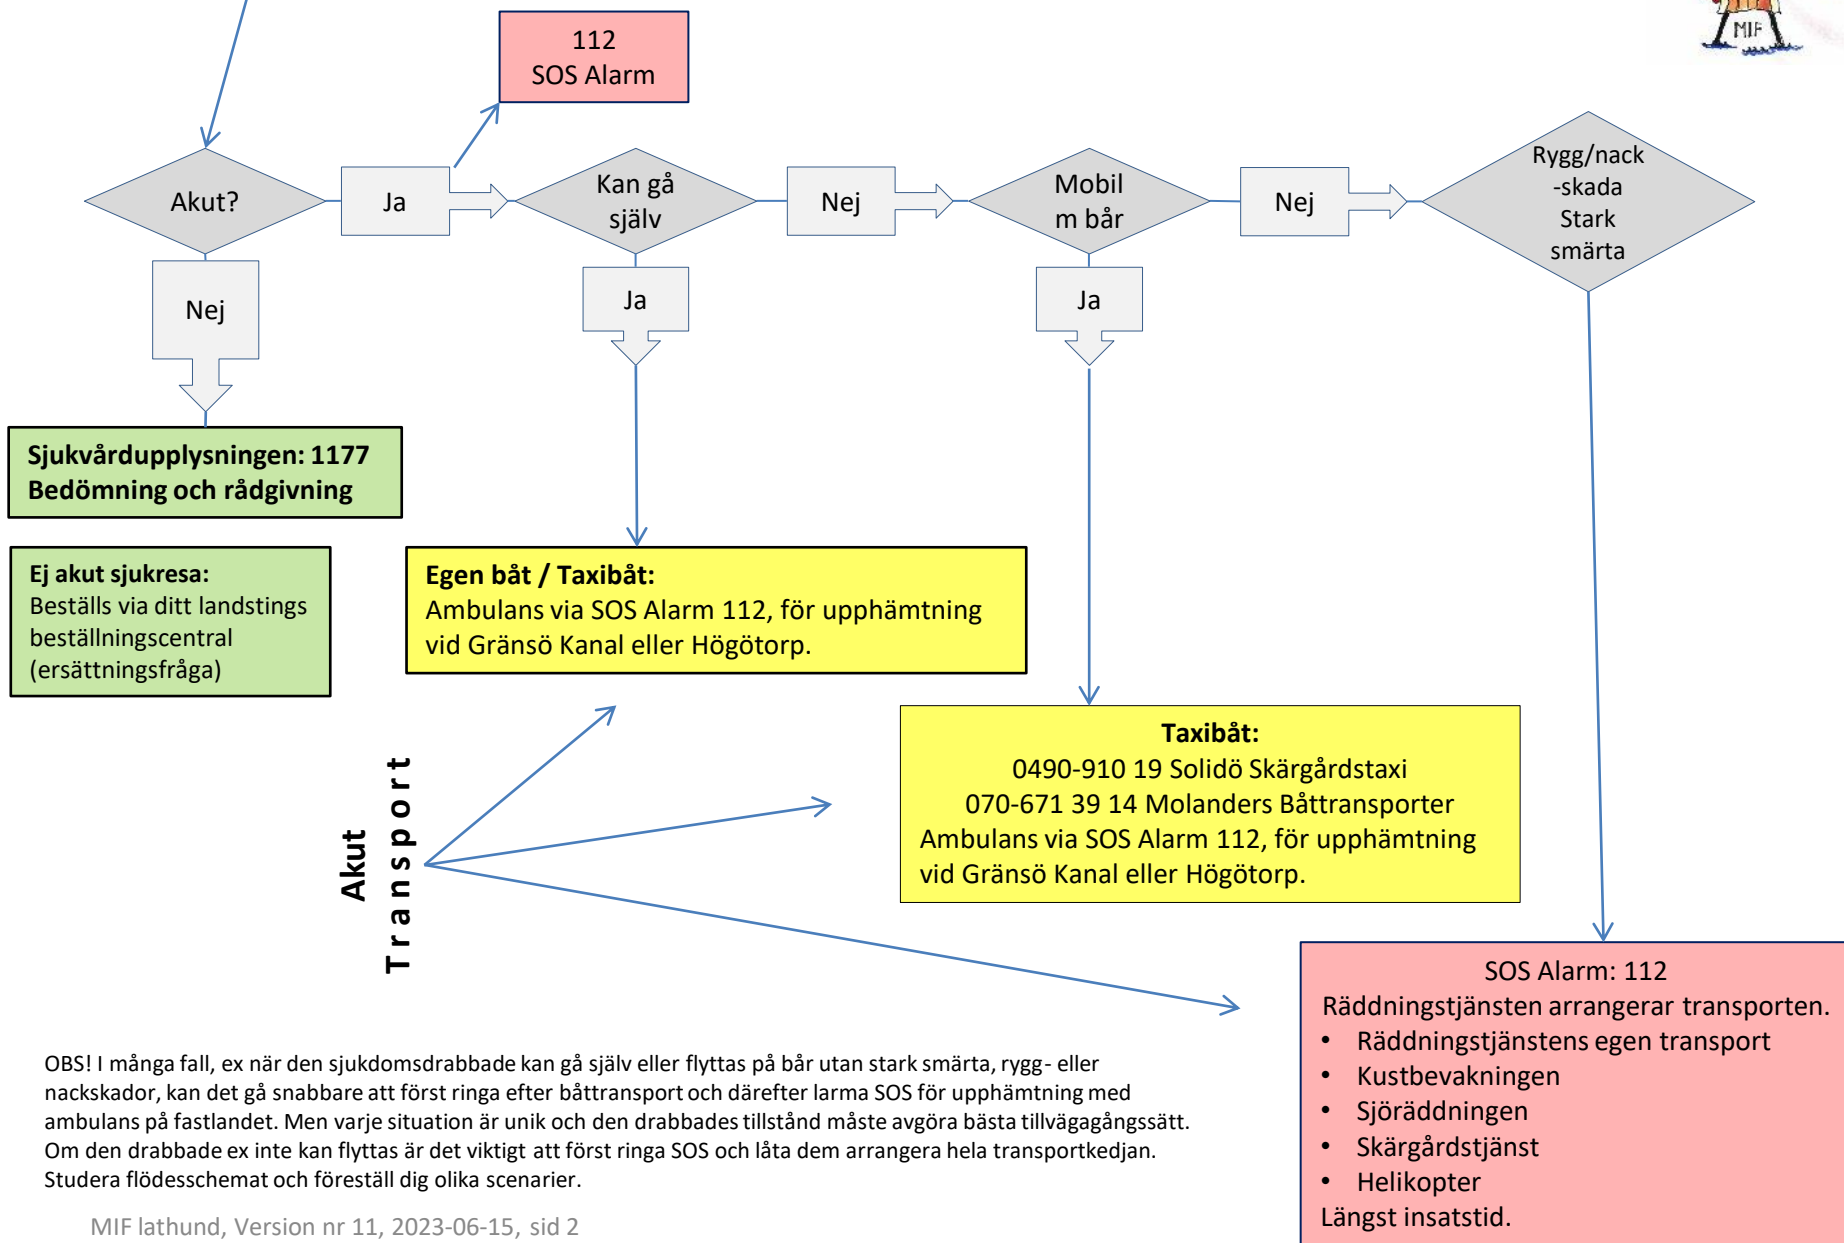 MIF
112
SOS Alarm
Akut?
Ja
Kan gå
själv
Nej
Mobil
m bår
Nej
Rygg/nack
-skada
Stark
smärta
Nej
Ja
Ja
Sjukvårdupplysningen: 1177
Bedömning och rådgivning
Ej akut sjukresa:
Beställs via ditt landstings
beställningscentral
(ersättningsfråga)
Egen båt / Taxibåt:
Ambulans via SOS Alarm 112, för upphämtning
vid Gränsö Kanal eller Högötorp.
Akut
Transport
Taxibåt:
0490-910 19 Solidö Skärgårdstaxi
070-671 39 14 Molanders Båttransporter
Ambulans via SOS Alarm 112, för upphämtning
vid Gränsö Kanal eller Högötorp.
SOS Alarm: 112
Räddningstjänsten arrangerar transporten.
• Räddningstjänstens egen transport
• Kustbevakningen
• Sjöräddningen
• Skärgårdstjänst
• Helikopter
Längst insatstid.
OBS! I många fall, ex när den sjukdomsdrabbade kan gå själv eller flyttas på bår utan stark smärta, rygg- eller
nackskador, kan det gå snabbare att först ringa efter båttransport och därefter larma SOS för upphämtning med
ambulans på fastlandet. Men varje situation är unik och den drabbades tillstånd måste avgöra bästa tillvägagångssätt.
Om den drabbade ex inte kan flyttas är det viktigt att först ringa SOS och låta dem arrangera hela transportkedjan.
Studera flödesschemat och föreställ dig olika scenarier.
MIF lathund, Version nr 11, 2023-06-15, sid 2